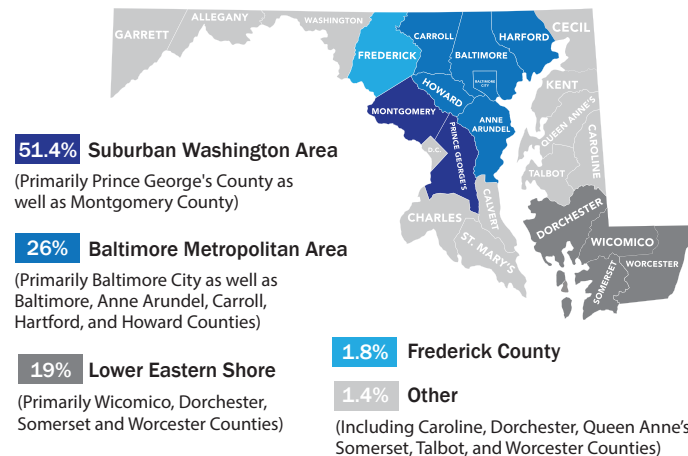 GARRETT
ALLEGANY
WASHINGTON
FREDERICK
CARROLL
BALTIMORE
HARFORD
CECIL
BALTIMORE
CITY
HOWARD
KENT
MONTGOMERY
ANNE
ARUNDEL
QUEEN ANNE'S
PRINCE GEORGE'S
CAROLINE
D.C.
TALBOT
CALVERT
CHARLES
ST. MARY'S
DORCHESTER
WICOMICO
SOMERSET
WORCESTER
51.4% Suburban Washington Area
(Primarily Prince George's County as
well as Montgomery County)
26% Baltimore Metropolitan Area
(Primarily Baltimore City as well as
Baltimore, Anne Arundel, Carroll,
Hartford, and Howard Counties)
19% Lower Eastern Shore
(Primarily Wicomico, Dorchester,
Somerset and Worcester Counties)
1.8% Frederick County
1.4% Other
(Including Caroline, Dorchester, Queen Anne's
Somerset, Talbot, and Worcester Counties)